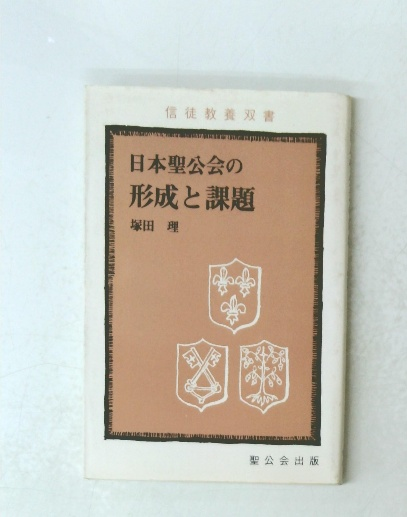 信徒教養双書
日本聖公会の
形成と課題
塚田 理
聖公会出版